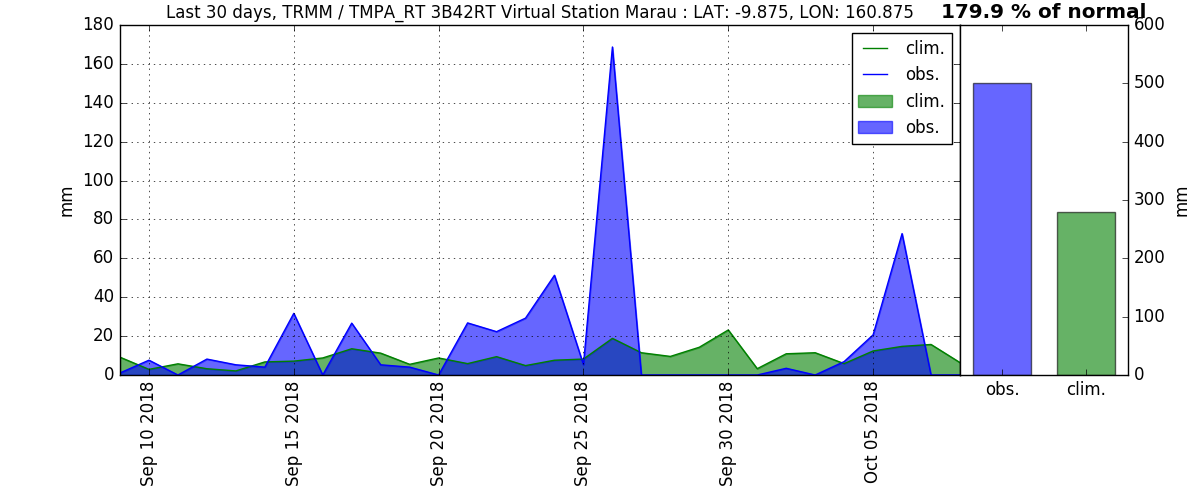 Last 30 days, TRMM / TMPA_RT 3B42RT Virtual Station Marau : LAT: -9.875, LON: 160.875
179.9 % of normal
180
160
140
120
100
80
60
40
20
0
mm
clim.
obs.
clim.
obs.
Sep 10 2018
Sep 15 2018
Sep 20 2018
Sep 25 2018
Sep 30 2018
Oct 05 2018
600
500
400
300
200
100
0
mm
obs.
clim.